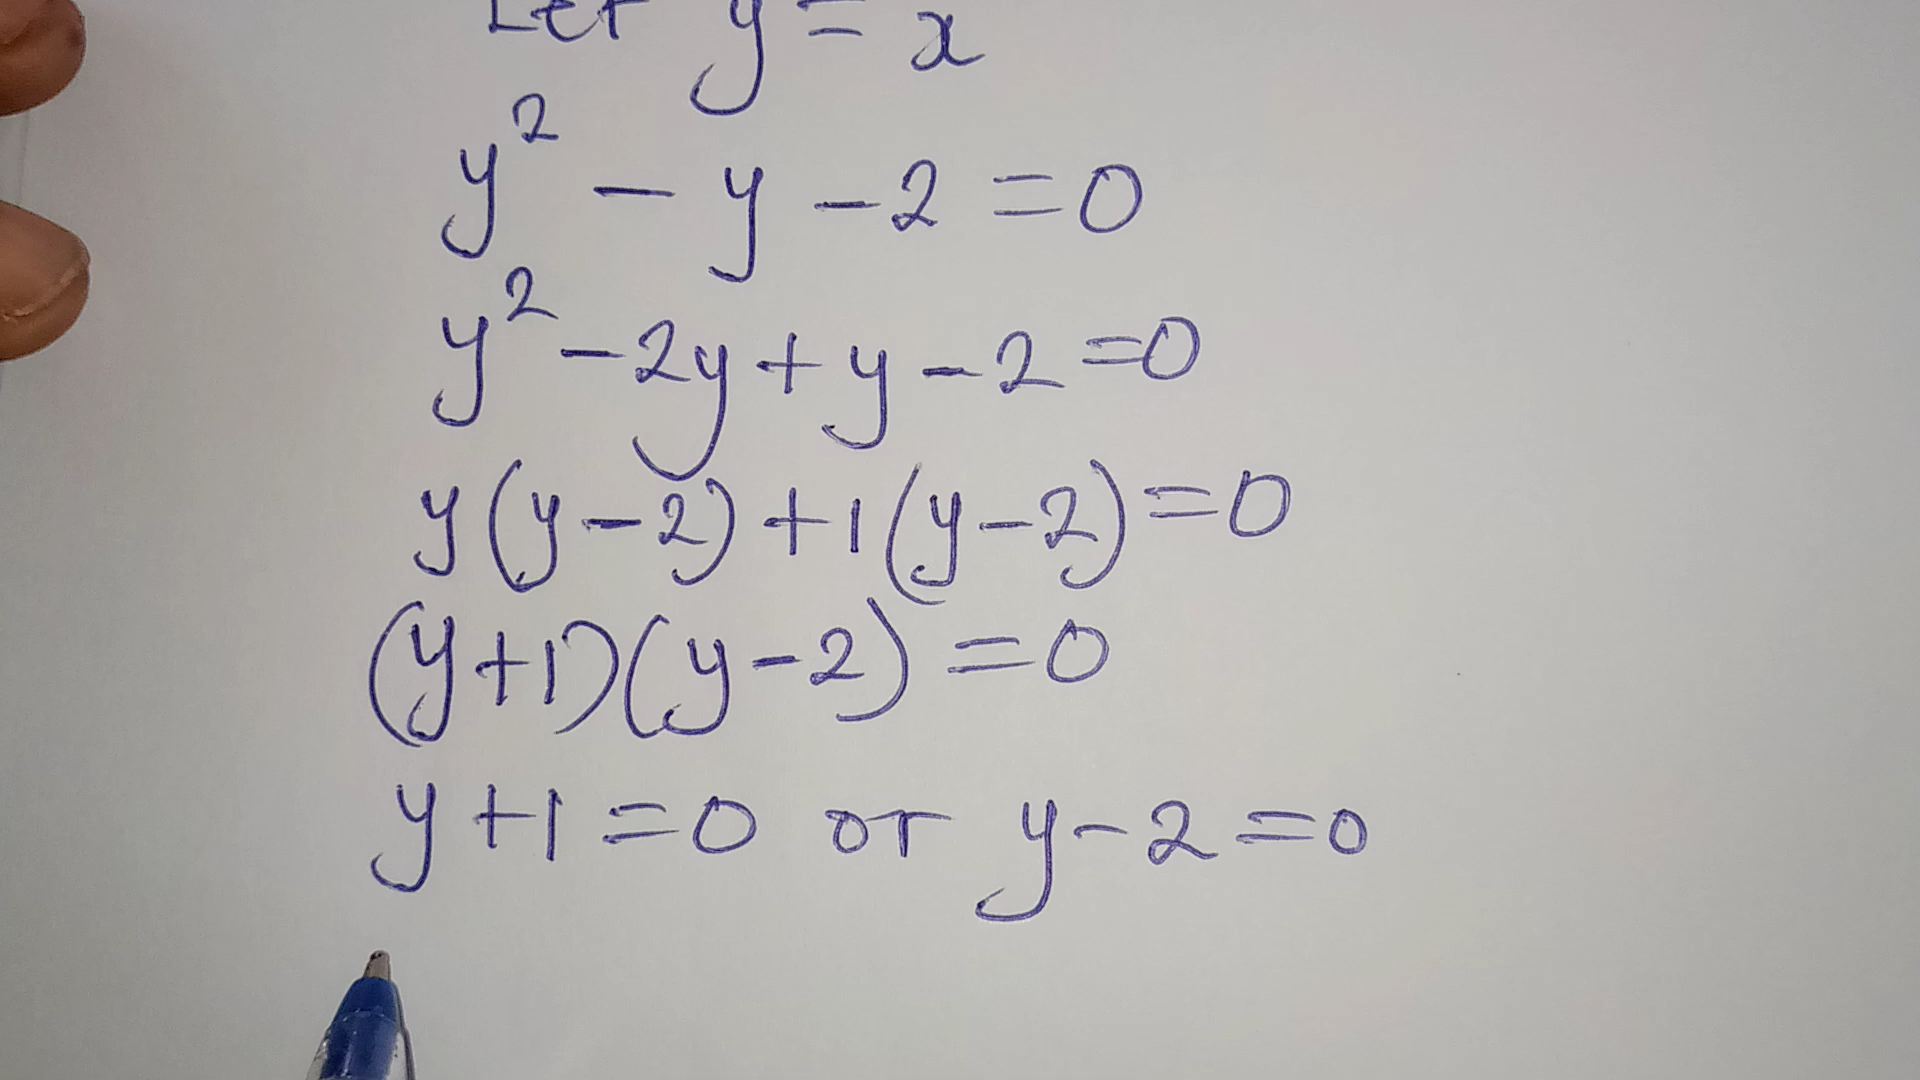 Let y = x
y² - y - 2 = 0
y² - 2y + y - 2 = 0
y(y - 2) + 1(y - 2) = 0
(y + 1)(y - 2) = 0
y + 1 = 0 or y - 2 = 0